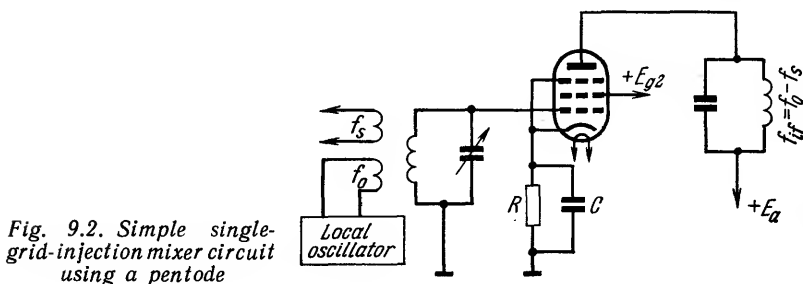 +E_g2
f_s
f_o
f_if = f_o - f_s
R
C
+E_a
Local
oscillator
Fig. 9.2. Simple single-
grid-injection mixer circuit
using a pentode